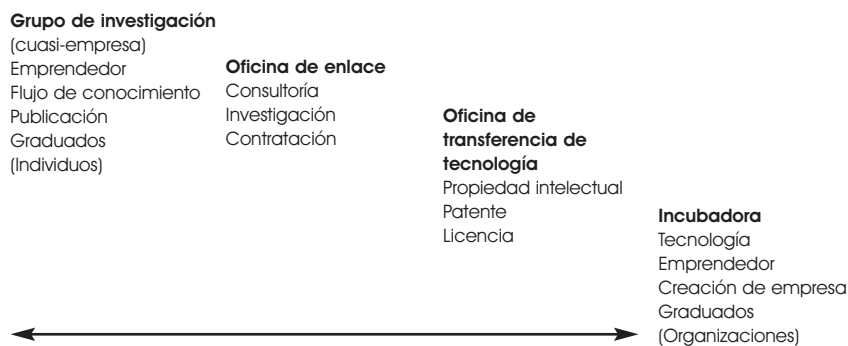 Grupo de investigación
(cuasi-empresa)
Emprendedor
Flujo de conocimiento
Publicación
Graduados
(Individuos)
Oficina de enlace
Consultoría
Investigación
Contratación
Oficina de
transferencia de
tecnología
Propiedad intelectual
Patente
Licencia
Incubadora
Tecnología
Emprendedor
Creación de empresa
Graduados
(Organizaciones)